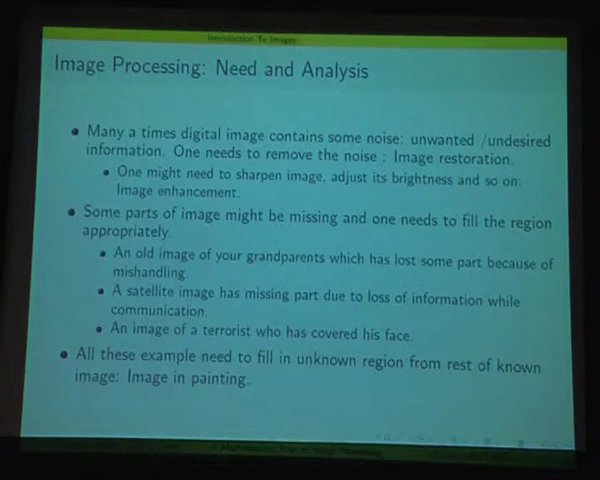 Introduction To Images
Image Processing: Need and Analysis
Many a times digital image contains some noise: unwanted /undesired
information. One needs to remove the noise : Image restoration.
One might need to sharpen image, adjust its brightness and so on:
Image enhancement.
Some parts of image might be missing and one needs to fill the region
appropriately.
An old image of your grandparents which has lost some part because of
mishandling.
A satellite image has missing part due to loss of information while
communication.
An image of a terrorist who has covered his face.
All these example need to fill in unknown region from rest of known
image: Image in painting.